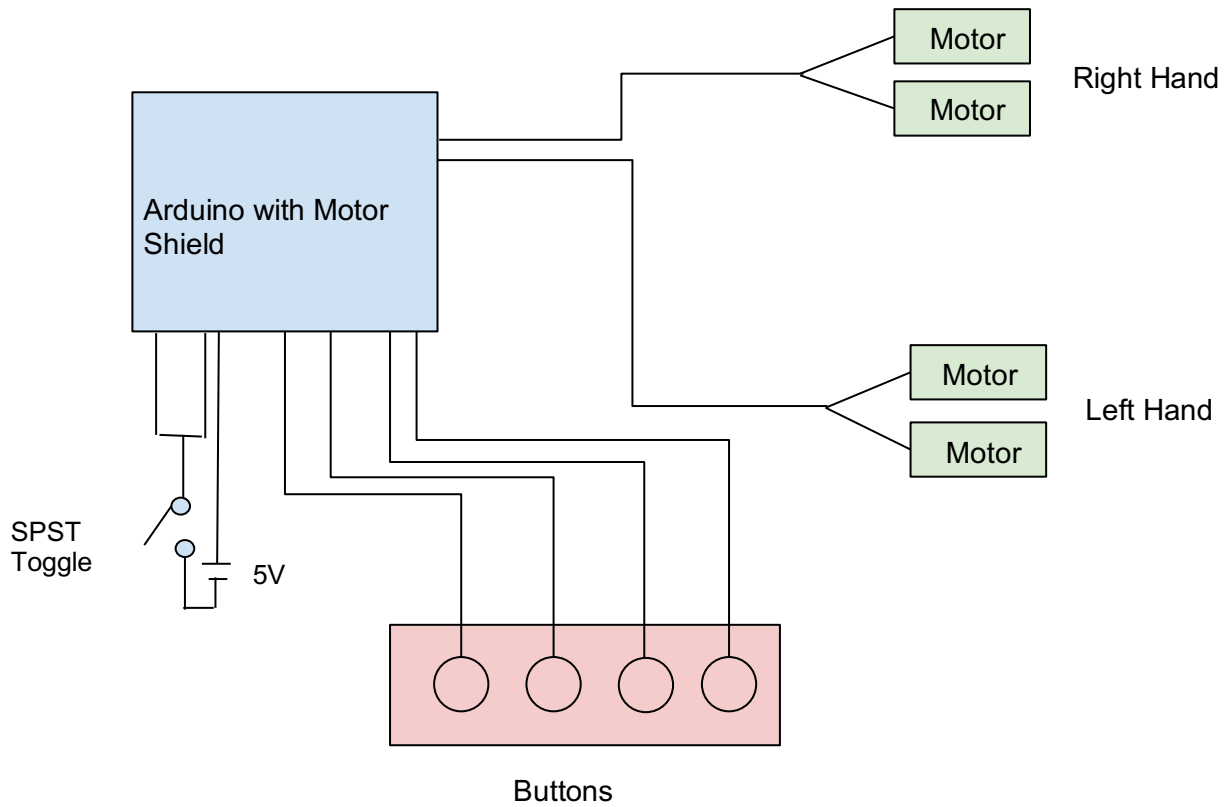 Motor
Motor
Right Hand
Arduino with Motor
Shield
Motor
Motor
Left Hand
SPST
Toggle
5V
Buttons